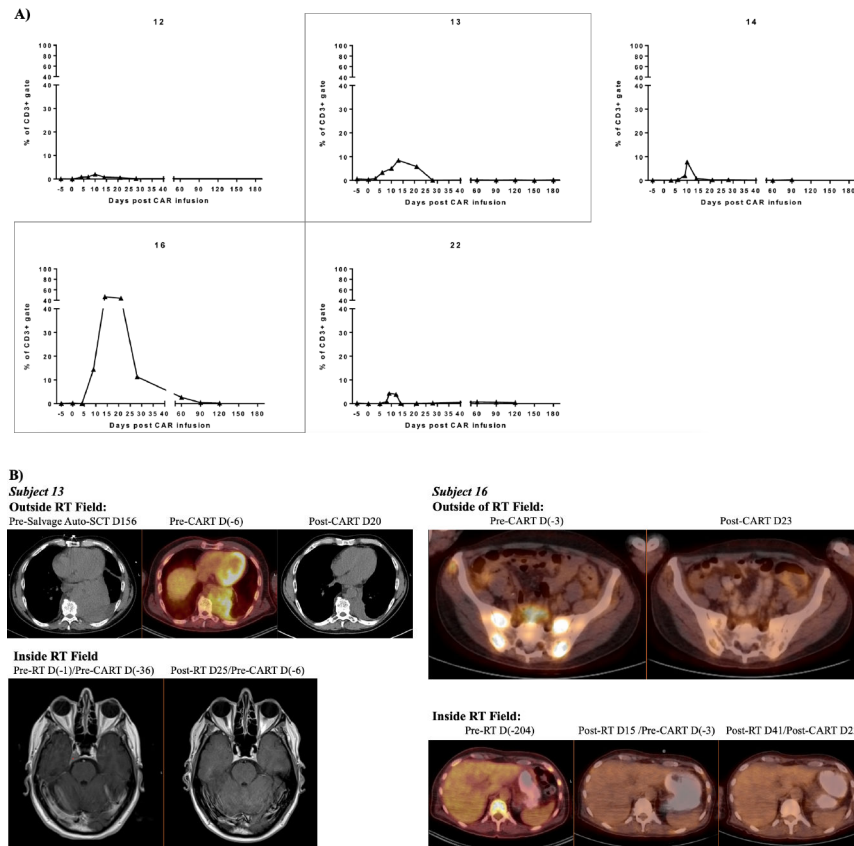 A)
12
13
14
100
80
60
40
40
30
20
10
0
% of CD3+ gate
-5 0 5 10 15 20 25 30 35 40 60 90 120 150 180
Days post CAR infusion
100
80
60
40
40
30
20
10
0
% of CD3+ gate
-5 0 5 10 15 20 25 30 35 40 60 90 120 150 180
Days post CAR infusion
100
80
60
40
40
30
20
10
0
% of CD3+ gate
-5 0 5 10 15 20 25 30 35 40 60 90 120 150 180
Days post CAR infusion
16
22
100
80
60
40
40
30
20
10
0
% of CD3+ gate
-5 0 5 10 15 20 25 30 35 40 60 90 120 150 180
Days post CAR infusion
100
80
60
40
40
30
20
10
0
% of CD3+ gate
-5 0 5 10 15 20 25 30 35 40 60 90 120 150 180
Days post CAR infusion
B)
Subject 13
Outside RT Field:
Pre-Salvage Auto-SCT D156 Pre-CART D(-6) Post-CART D20
Inside RT Field
Pre-RT D(-1)/Pre-CART D(-36) Post-RT D25/Pre-CART D(-6)
Subject 16
Outside of RT Field:
Pre-CART D(-3) Post-CART D23
Inside RT Field:
Pre-RT D(-204) Post-RT D15 /Pre-CART D(-3) Post-RT D41/Post-CART D2